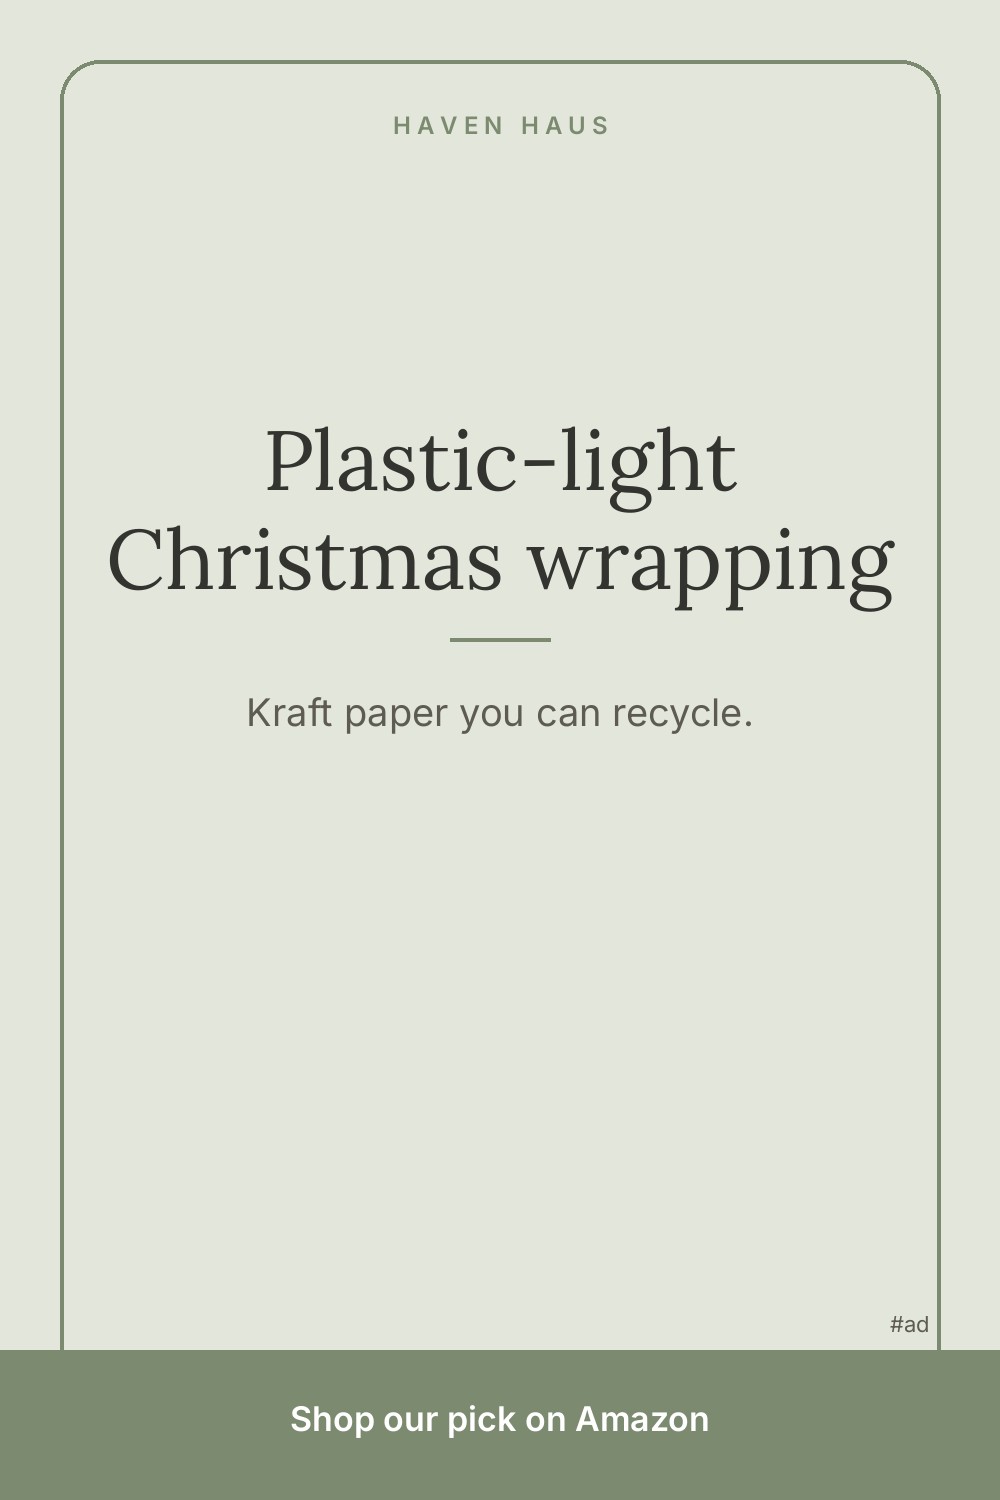 HAVEN HAUS
Plastic-light
Christmas wrapping
Kraft paper you can recycle.
#ad
Shop our pick on Amazon